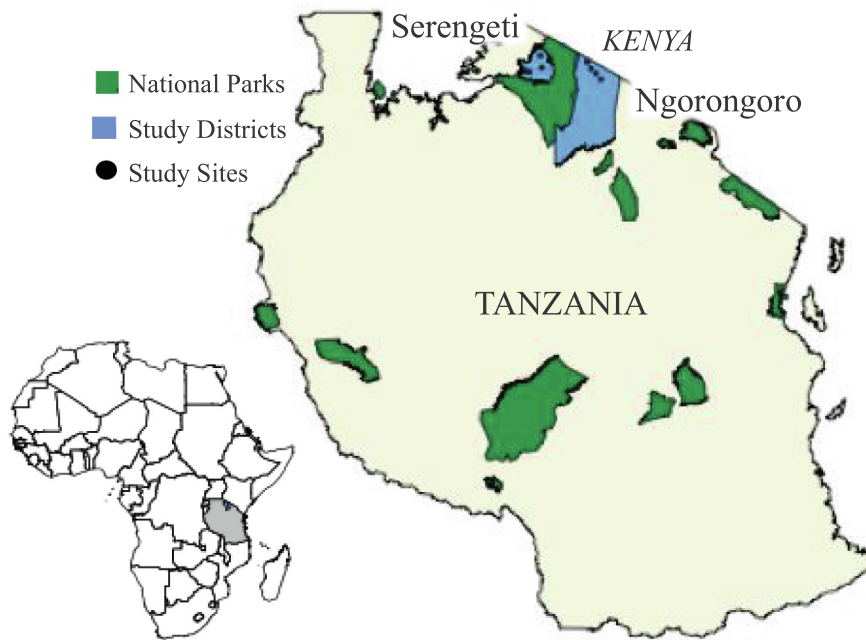 Serengeti
KENYA
National Parks
Ngorongoro
Study Districts
Study Sites
TANZANIA